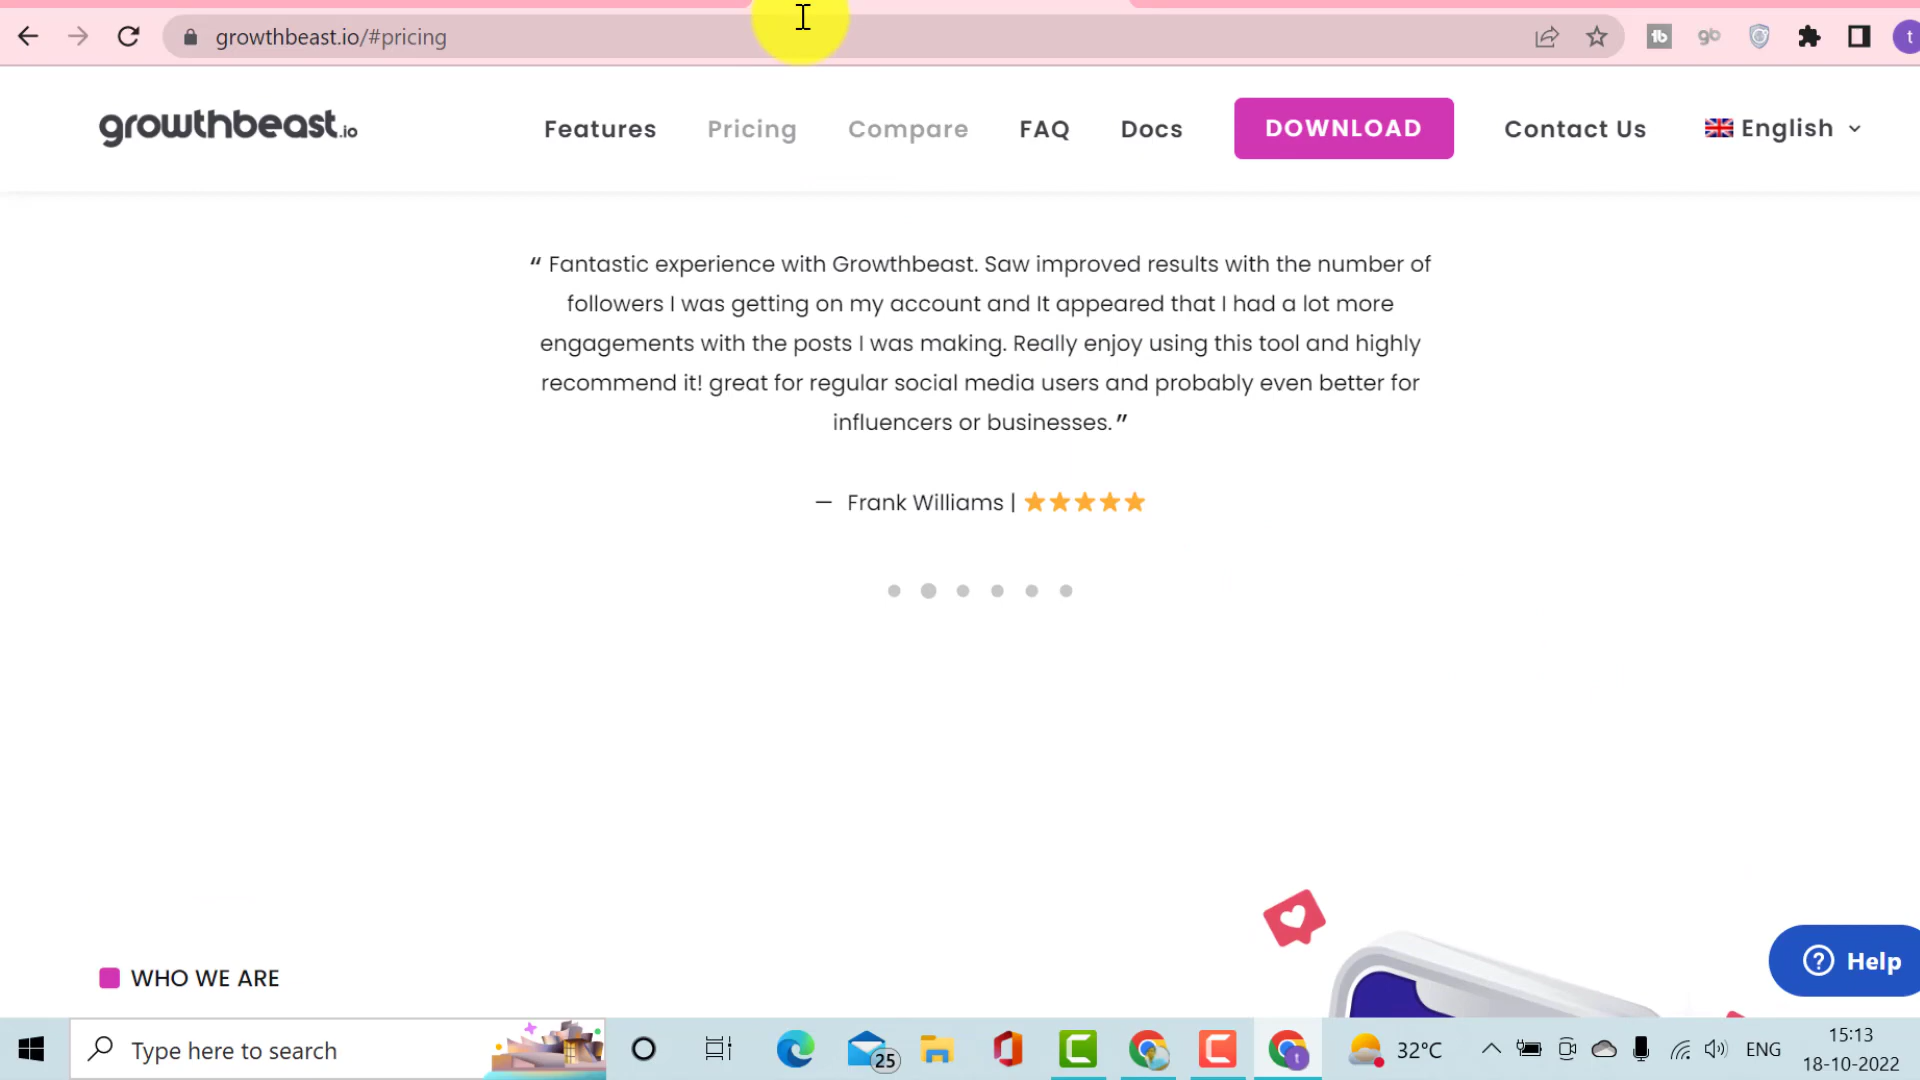 growthbeast.io/#pricing
t
growthbeast.io
Features
Pricing
Compare
FAQ
Docs
DOWNLOAD
Contact Us
English
“ Fantastic experience with Growthbeast. Saw improved results with the number of
followers I was getting on my account and It appeared that I had a lot more
engagements with the posts I was making. Really enjoy using this tool and highly
recommend it! great for regular social media users and probably even better for
influencers or businesses. ”
— Frank Williams | ★★★★★
WHO WE ARE
? Help
Type here to search
25
t
32°C
ENG
15:13
18-10-2022